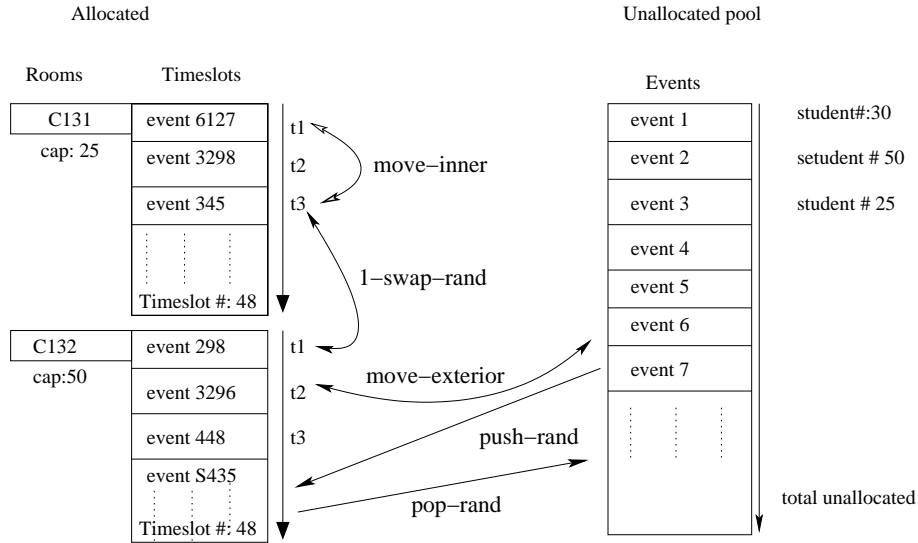 Allocated
Unallocated pool
Rooms
Timeslots
Events
C131
cap: 25
event 6127
event 3298
event 345
Timeslot #: 48
t1
t2
t3
move−inner
1−swap−rand
C132
cap:50
event 298
event 3296
event 448
event S435
Timeslot #: 48
t1
t2
t3
move−exterior
push−rand
pop−rand
event 1
event 2
event 3
event 4
event 5
event 6
event 7
student#:30
setudent # 50
student # 25
total unallocated